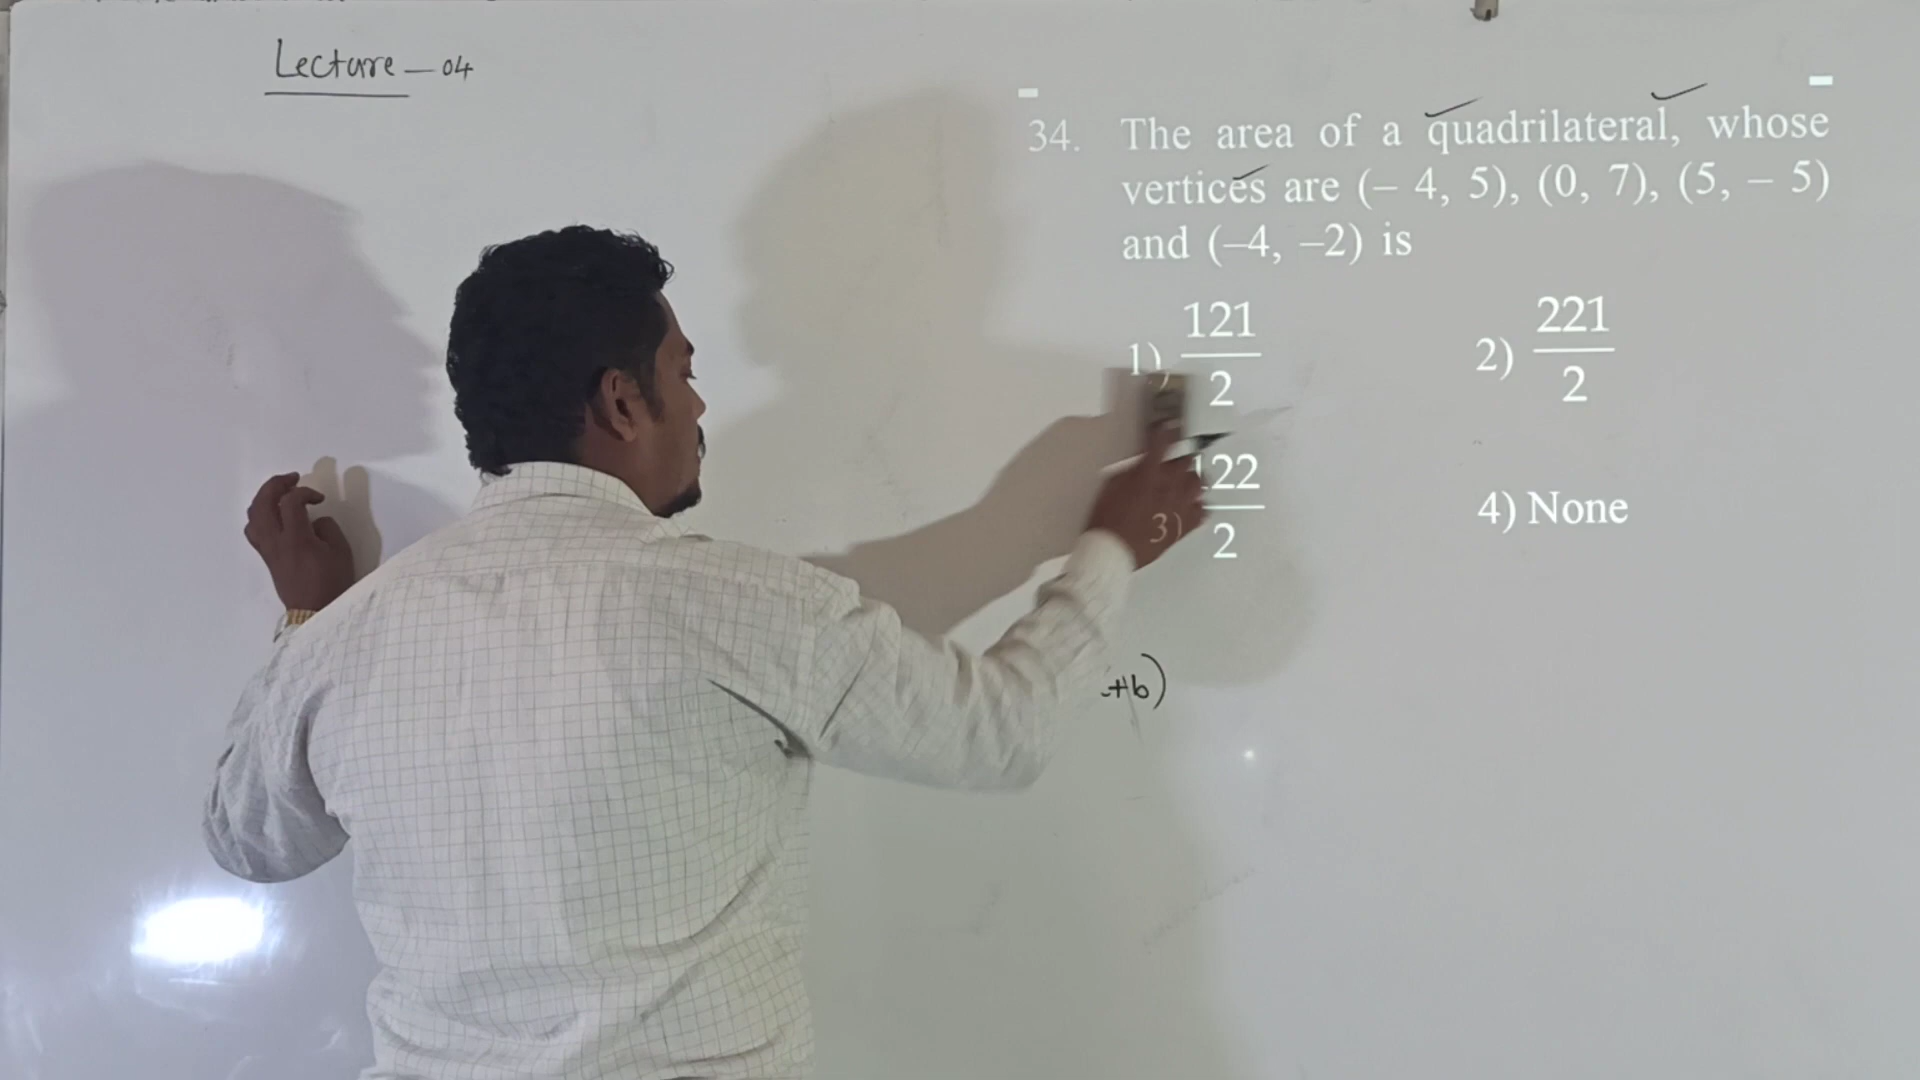 Lecture - 04
34. The area of a quadrilateral, whose
vertices are (– 4, 5), (0, 7), (5, – 5)
and (–4, –2) is
1) 121/2
2) 221/2
3) 122/2
4) None
+b)